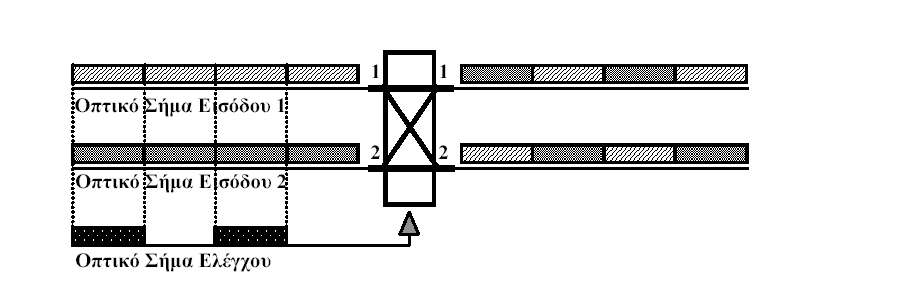 1 1
Οπτικό Σήμα Εισόδου 1
2 2
Οπτικό Σήμα Εισόδου 2
Οπτικό Σήμα Ελέγχου